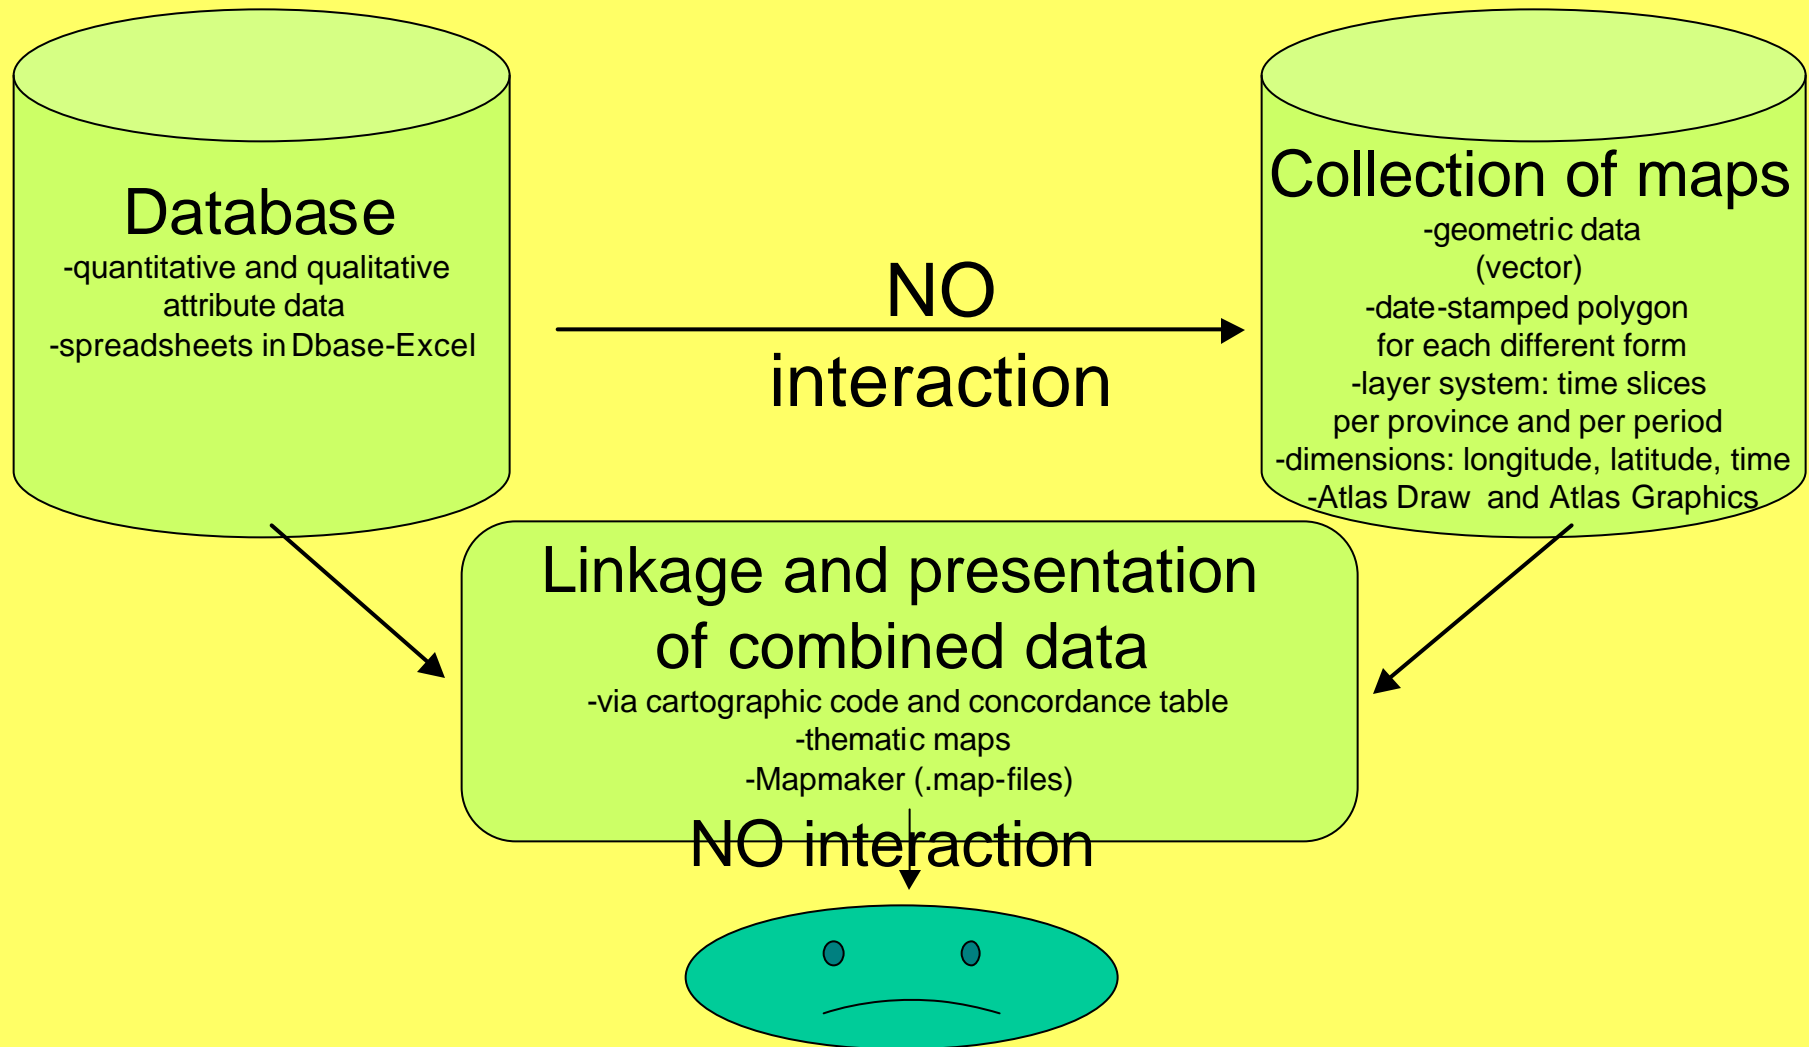 Database
-quantitative and qualitative
attribute data
-spreadsheets in Dbase-Excel
NO
interaction
Collection of maps
-geometric data
(vector)
-date-stamped polygon
for each different form
-layer system: time slices
per province and per period
-dimensions: longitude, latitude, time
-Atlas Draw and Atlas Graphics
Linkage and presentation
of combined data
-via cartographic code and concordance table
-thematic maps
-Mapmaker (.map-files)
NO interaction